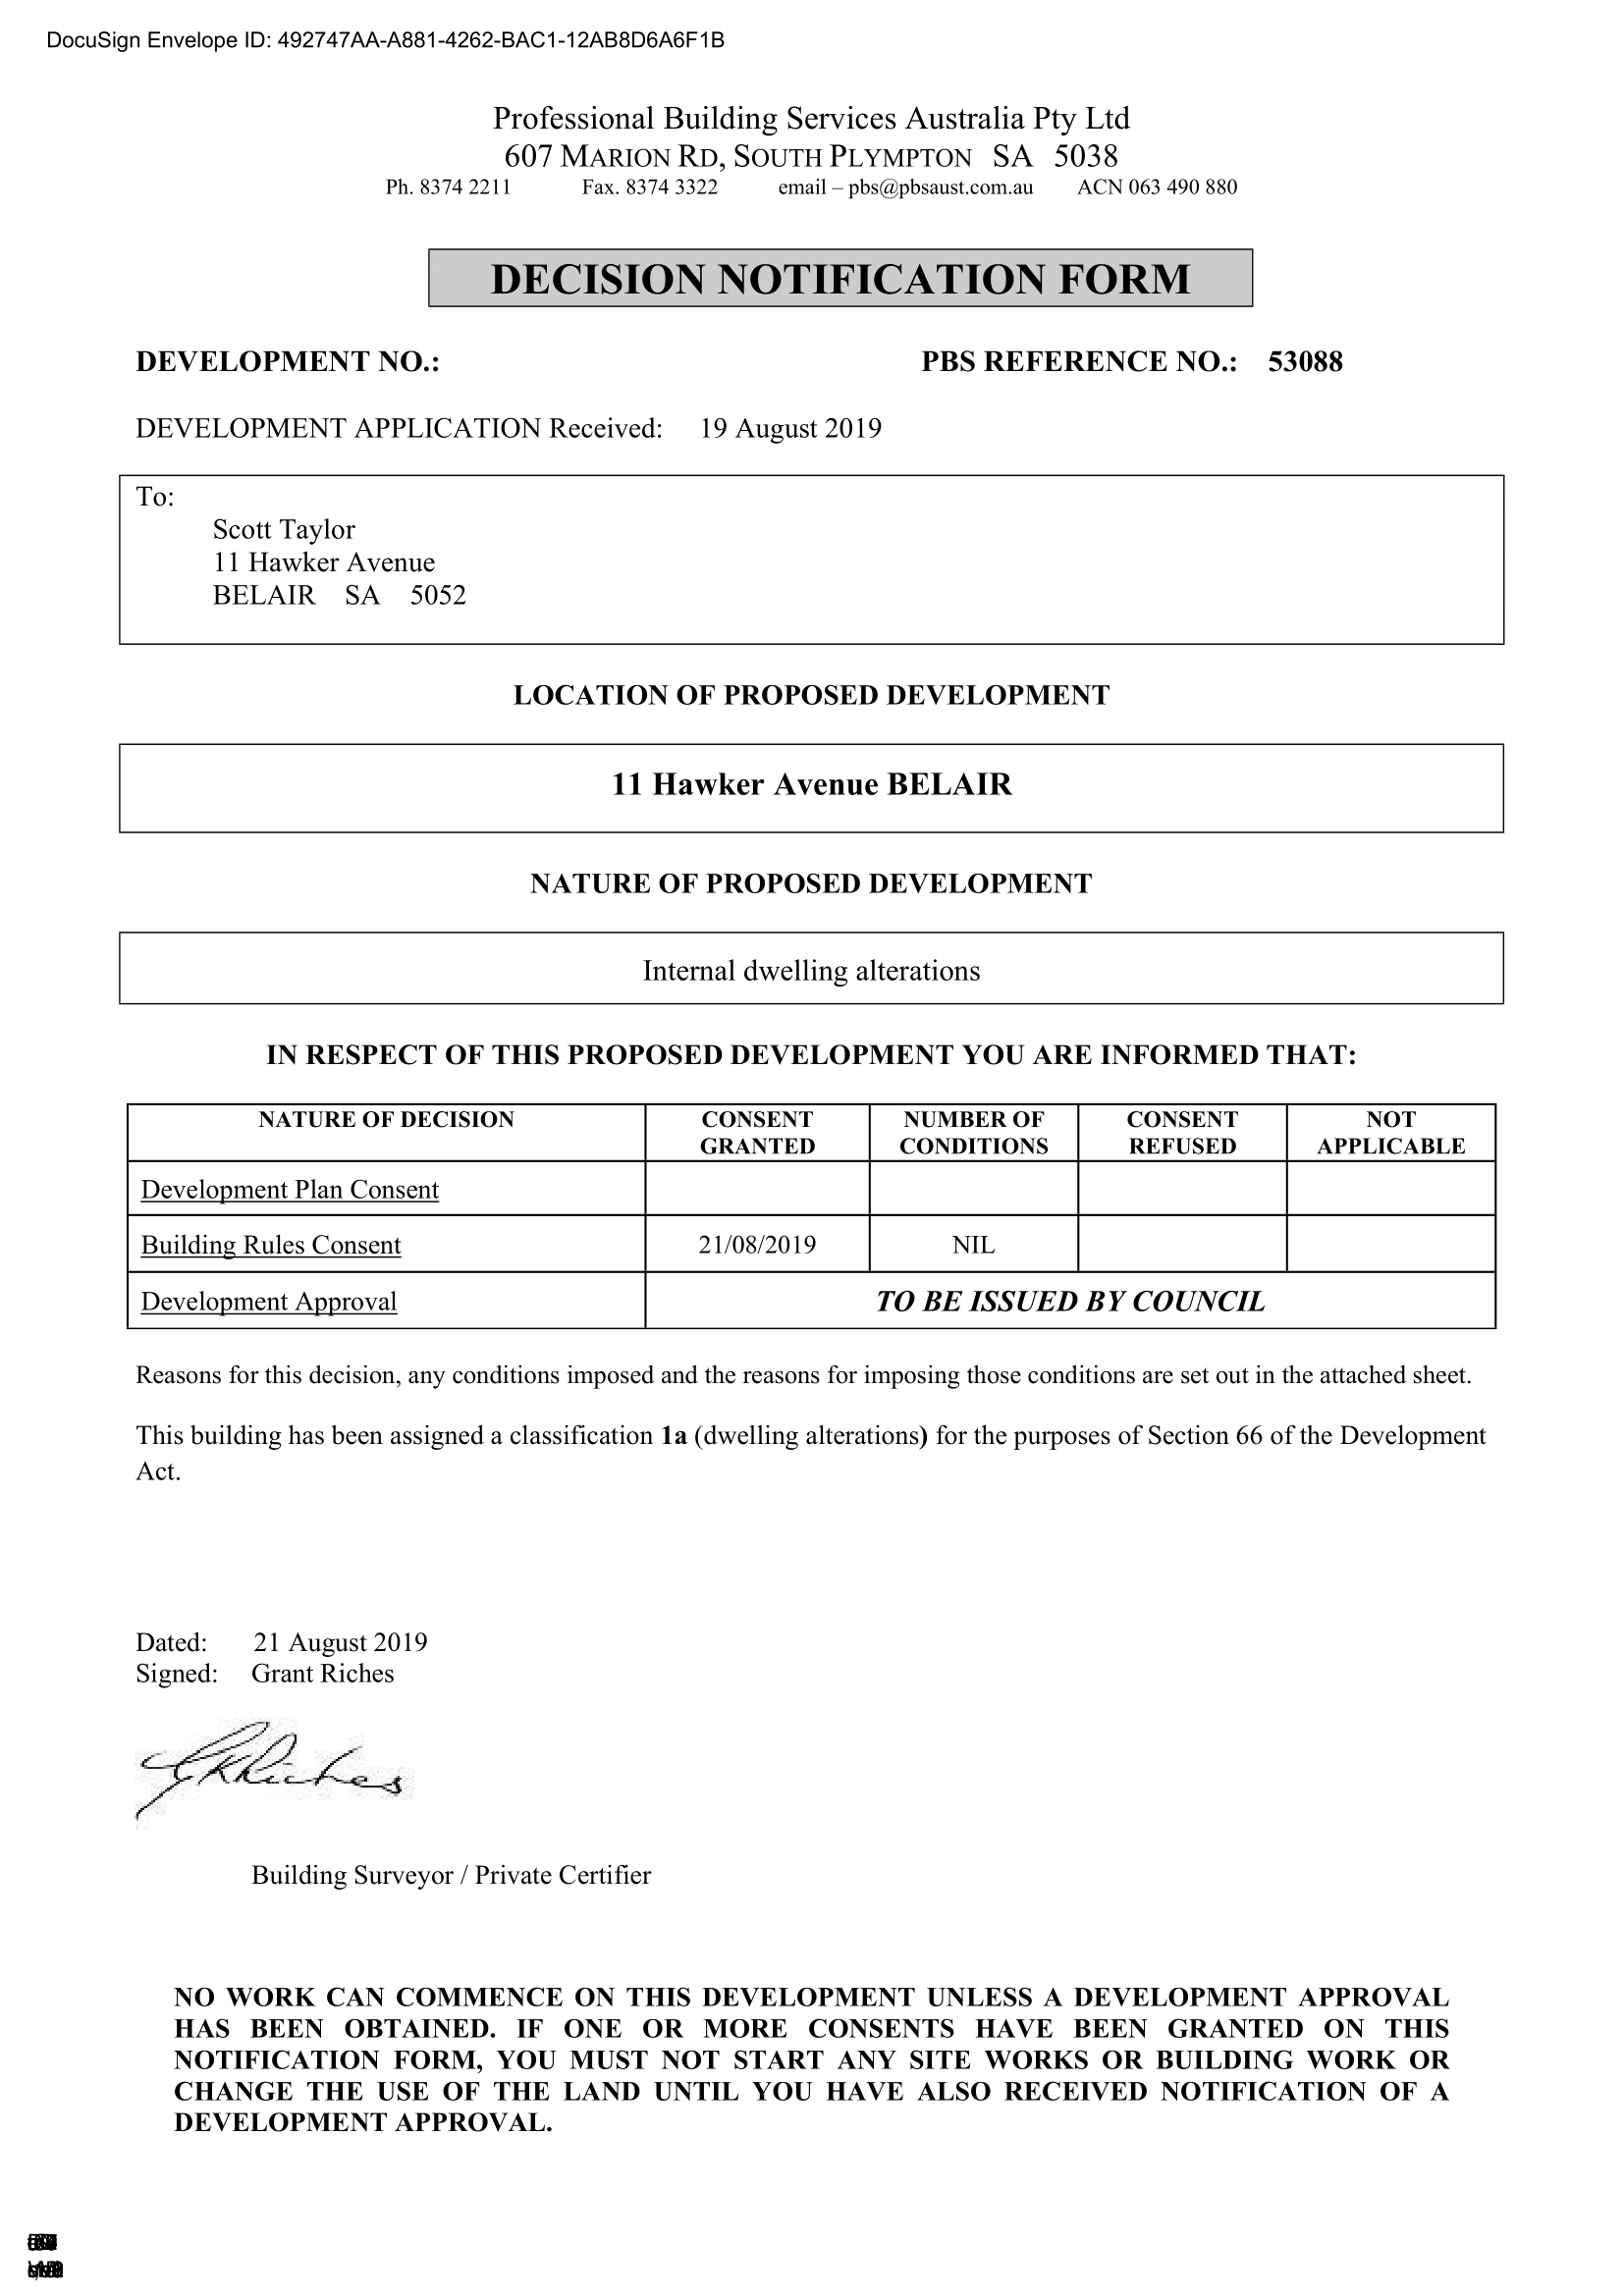 DocuSign Envelope ID: 492747AA-A881-4262-BAC1-12AB8D6A6F1B
Professional Building Services Australia Pty Ltd
607 MARION RD, SOUTH PLYMPTON SA 5038
Ph. 8374 2211 Fax. 8374 3322 email – pbs@pbsaust.com.au ACN 063 490 880
DECISION NOTIFICATION FORM
DEVELOPMENT NO.: PBS REFERENCE NO.: 53088
DEVELOPMENT APPLICATION Received: 19 August 2019
To:
Scott Taylor
11 Hawker Avenue
BELAIR SA 5052
LOCATION OF PROPOSED DEVELOPMENT
11 Hawker Avenue BELAIR
NATURE OF PROPOSED DEVELOPMENT
Internal dwelling alterations
IN RESPECT OF THIS PROPOSED DEVELOPMENT YOU ARE INFORMED THAT:
NATURE OF DECISION CONSENT GRANTED NUMBER OF CONDITIONS CONSENT REFUSED NOT APPLICABLE
Development Plan Consent
Building Rules Consent 21/08/2019 NIL
Development Approval TO BE ISSUED BY COUNCIL
Reasons for this decision, any conditions imposed and the reasons for imposing those conditions are set out in the attached sheet.
This building has been assigned a classification 1a (dwelling alterations) for the purposes of Section 66 of the Development
Act.
Dated: 21 August 2019
Signed: Grant Riches
GRRiches
Building Surveyor / Private Certifier
NO WORK CAN COMMENCE ON THIS DEVELOPMENT UNLESS A DEVELOPMENT APPROVAL
HAS BEEN OBTAINED. IF ONE OR MORE CONSENTS HAVE BEEN GRANTED ON THIS
NOTIFICATION FORM, YOU MUST NOT START ANY SITE WORKS OR BUILDING WORK OR
CHANGE THE USE OF THE LAND UNTIL YOU HAVE ALSO RECEIVED NOTIFICATION OF A
DEVELOPMENT APPROVAL.